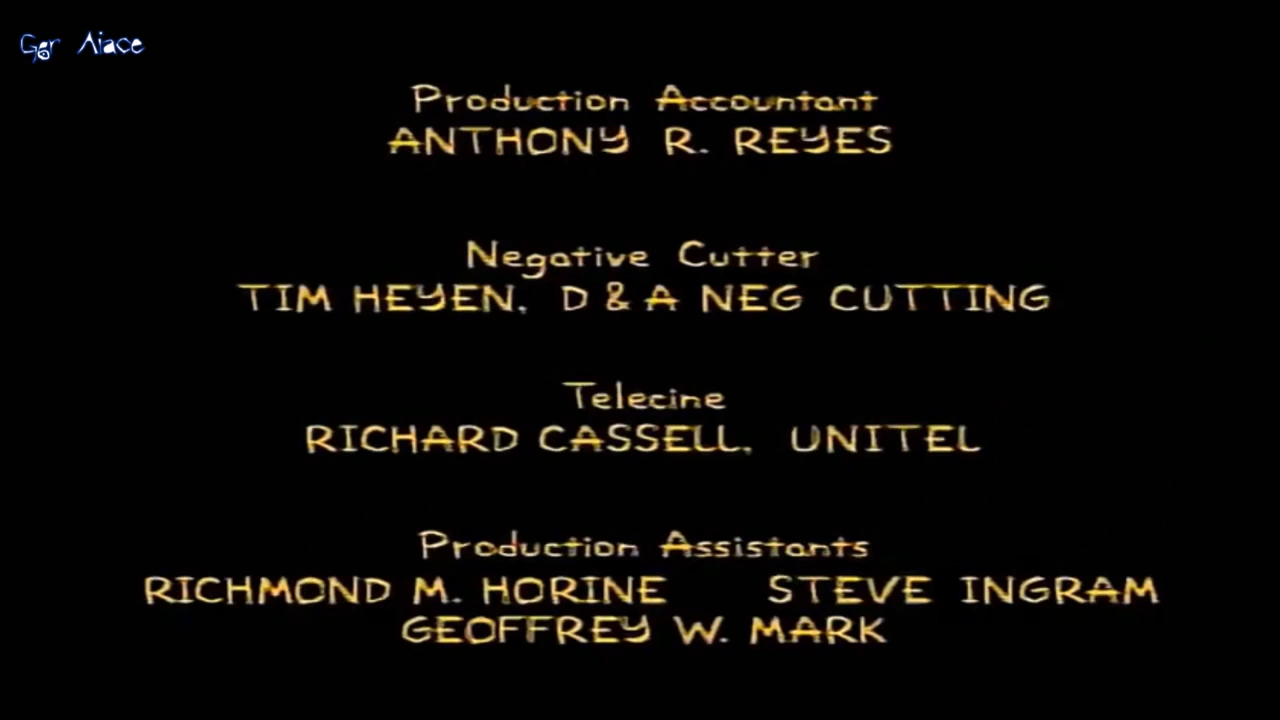 Ger Aiace
Production Accountant
ANTHONY R. REYES
Negative Cutter
TIM HEYEN, D & A NEG CUTTING
Telecine
RICHARD CASSELL, UNITEL
Production Assistants
RICHMOND M. HORINE STEVE INGRAM
GEOFFREY W. MARK